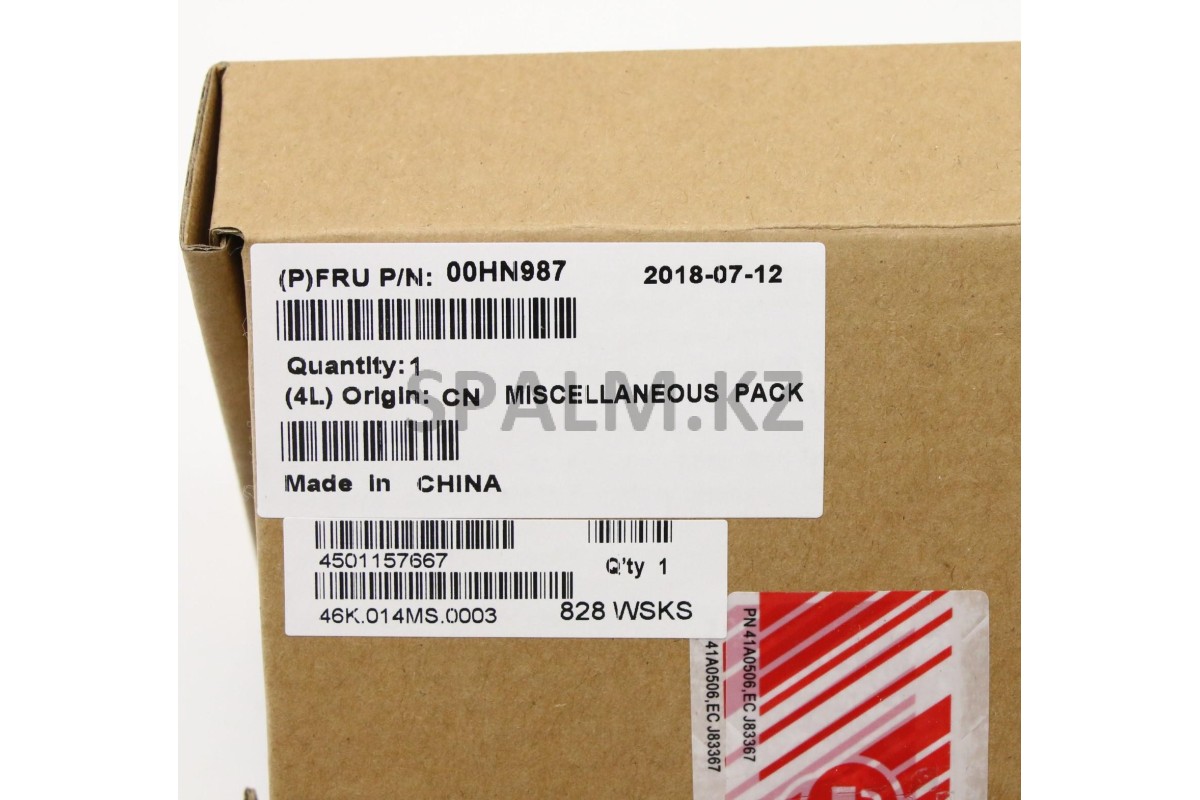 (P)FRU P/N: 00HN987 2018-07-12
Quantity: 1
(4L) Origin: CN MISCELLANEOUS PACK
SPALM.KZ
Made in CHINA
4501157667
Q'ty 1
46K.014MS.0003 828 WSKS
PN 41A0506,EC J83367
41A0506,EC J83367